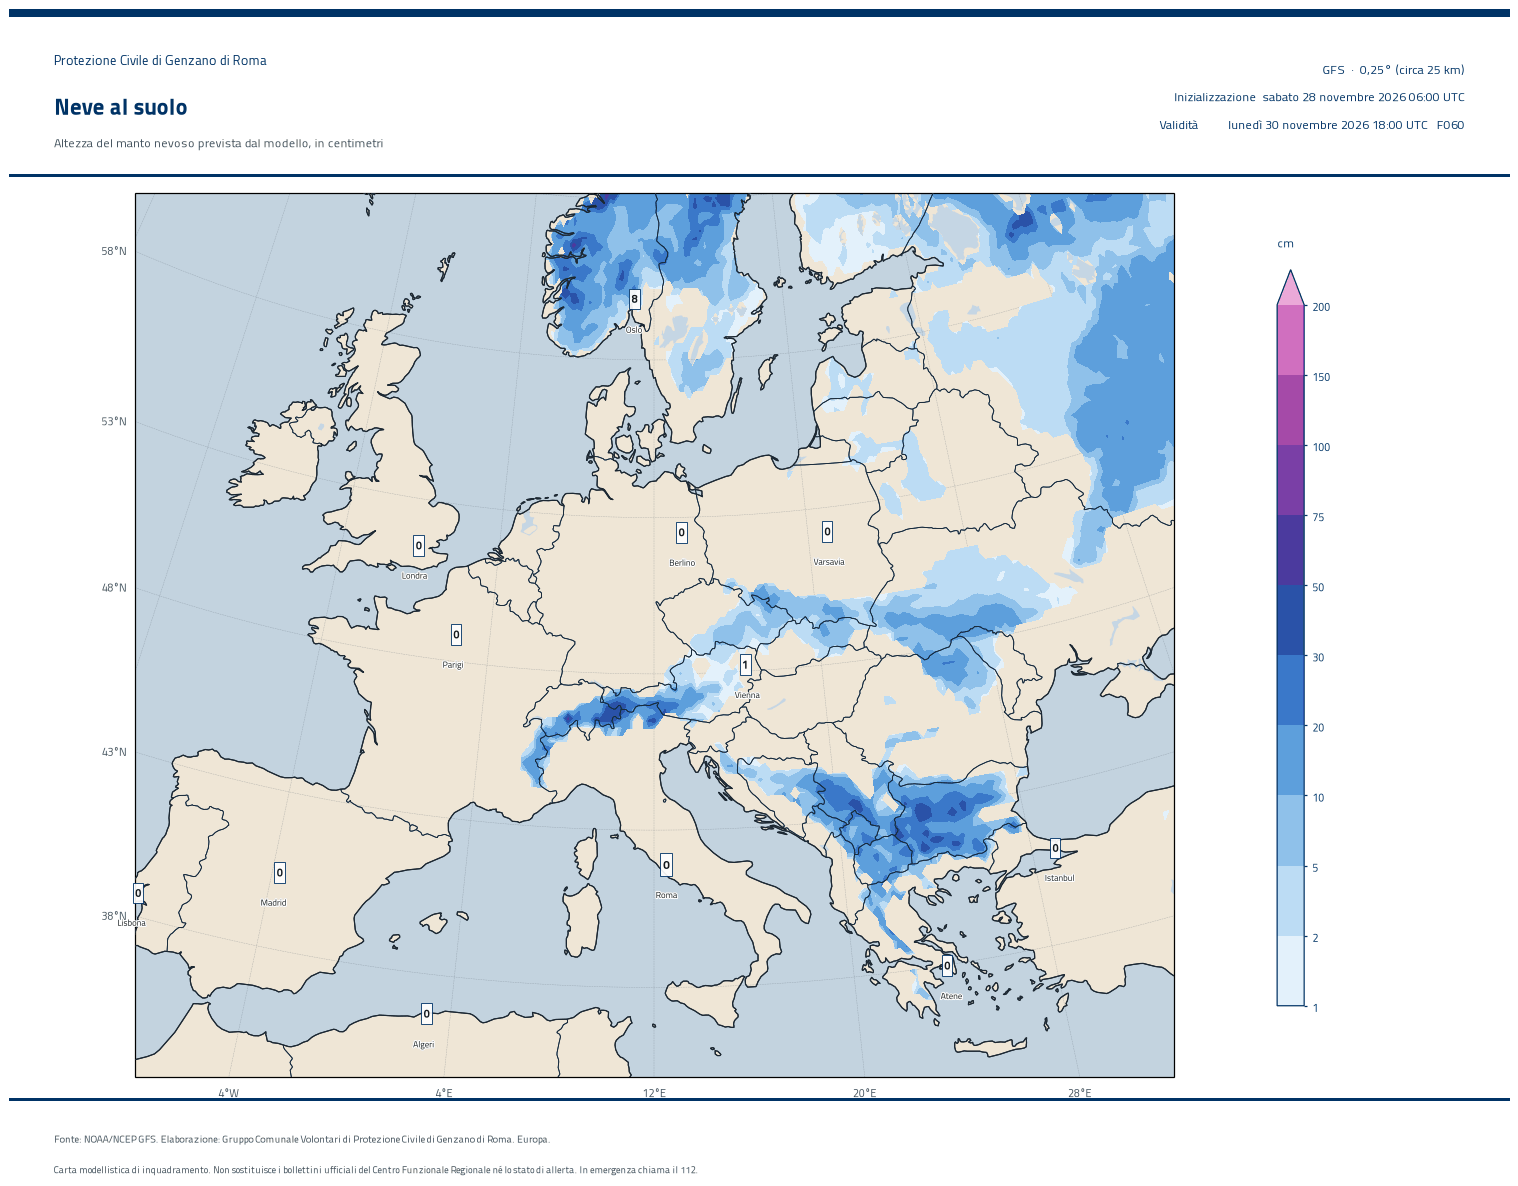 Protezione Civile di Genzano di Roma
Neve al suolo
Altezza del manto nevoso prevista dal modello, in centimetri
GFS · 0,25° (circa 25 km)
Inizializzazione sabato 28 novembre 2026 06:00 UTC
Validità lunedì 30 novembre 2026 18:00 UTC F060
58°N
53°N
48°N
43°N
38°N
4°W
4°E
12°E
20°E
28°E
8
Oslo
0
Londra
0
Berlino
0
Varsavia
0
Parigi
1
Vienna
0
Madrid
0
Lisbona
0
Roma
0
Istanbul
0
Atene
0
Algeri
cm
200
150
100
75
50
30
20
10
5
2
1
Fonte: NOAA/NCEP GFS. Elaborazione: Gruppo Comunale Volontari di Protezione Civile di Genzano di Roma. Europa.
Carta modellistica di inquadramento. Non sostituisce i bollettini ufficiali del Centro Funzionale Regionale né lo stato di allerta. In emergenza chiama il 112.